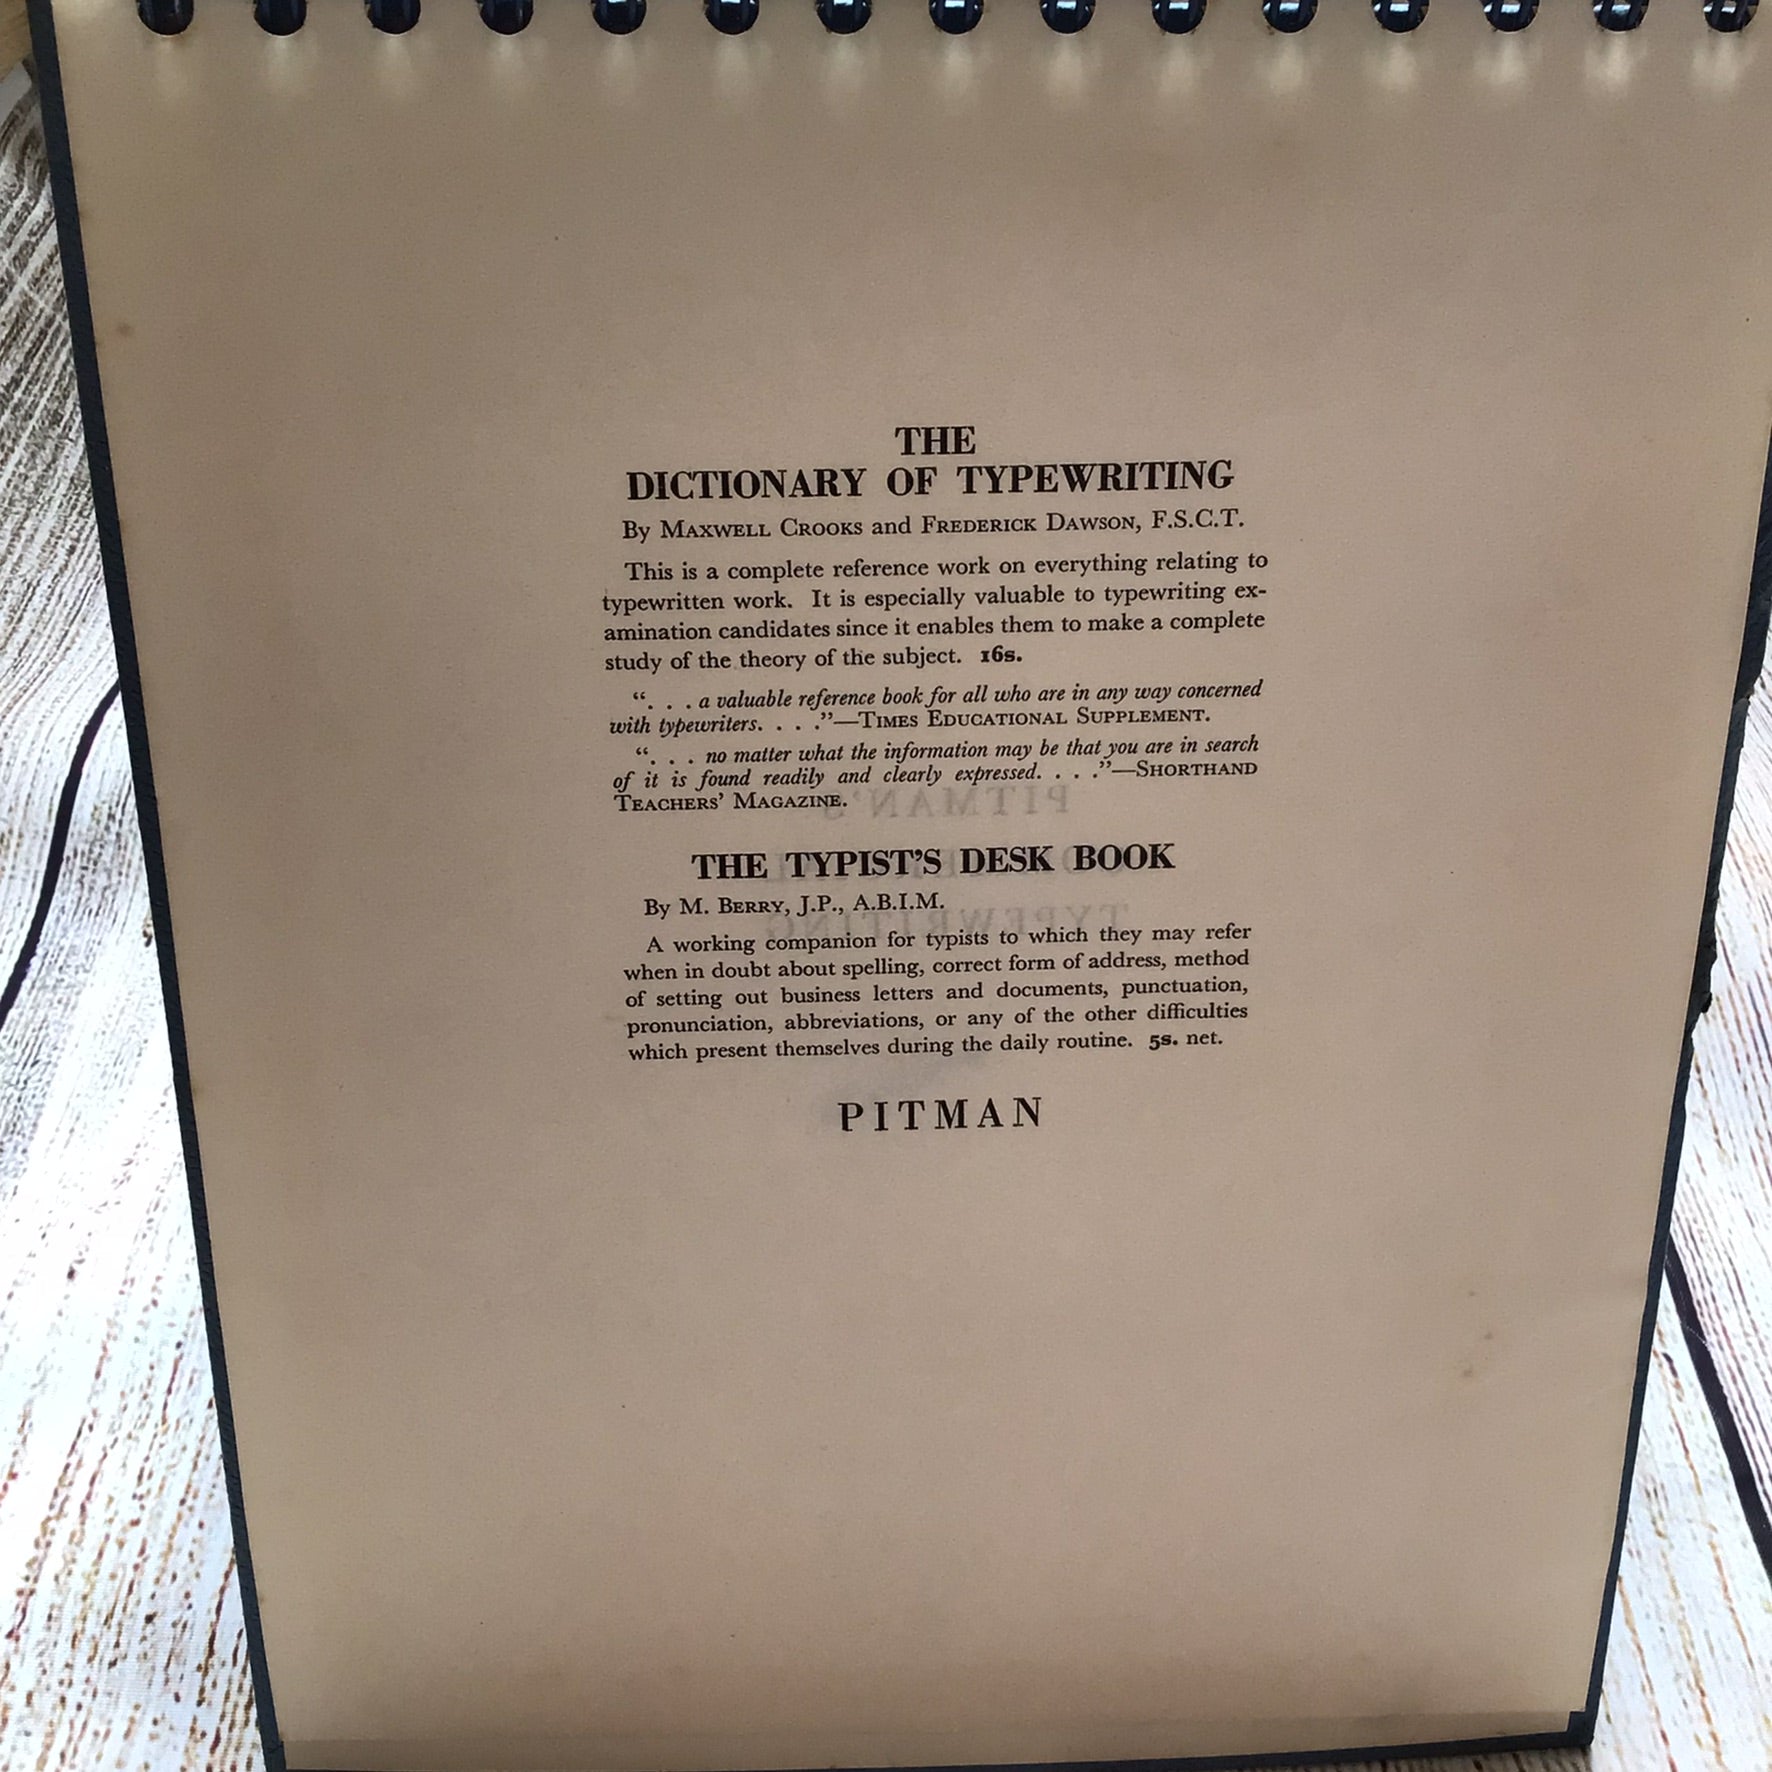 THE
DICTIONARY OF TYPEWRITING
By MAXWELL CROOKS and FREDERICK DAWSON, F.S.C.T.
This is a complete reference work on everything relating to
typewritten work. It is especially valuable to typewriting ex-
amination candidates since it enables them to make a complete
study of the theory of the subject. 16s.
“. . . a valuable reference book for all who are in any way concerned
with typewriters. . . .”—TIMES EDUCATIONAL SUPPLEMENT.
“. . . no matter what the information may be that you are in search
of it is found readily and clearly expressed. . . .”—SHORTHAND
TEACHERS’ MAGAZINE.
PITMAN'S
THE TYPIST’S DESK BOOK
By M. BERRY, J.P., A.B.I.M.
TYPEWRITING
A working companion for typists to which they may refer
when in doubt about spelling, correct form of address, method
of setting out business letters and documents, punctuation,
pronunciation, abbreviations, or any of the other difficulties
which present themselves during the daily routine. 5s. net.
PITMAN